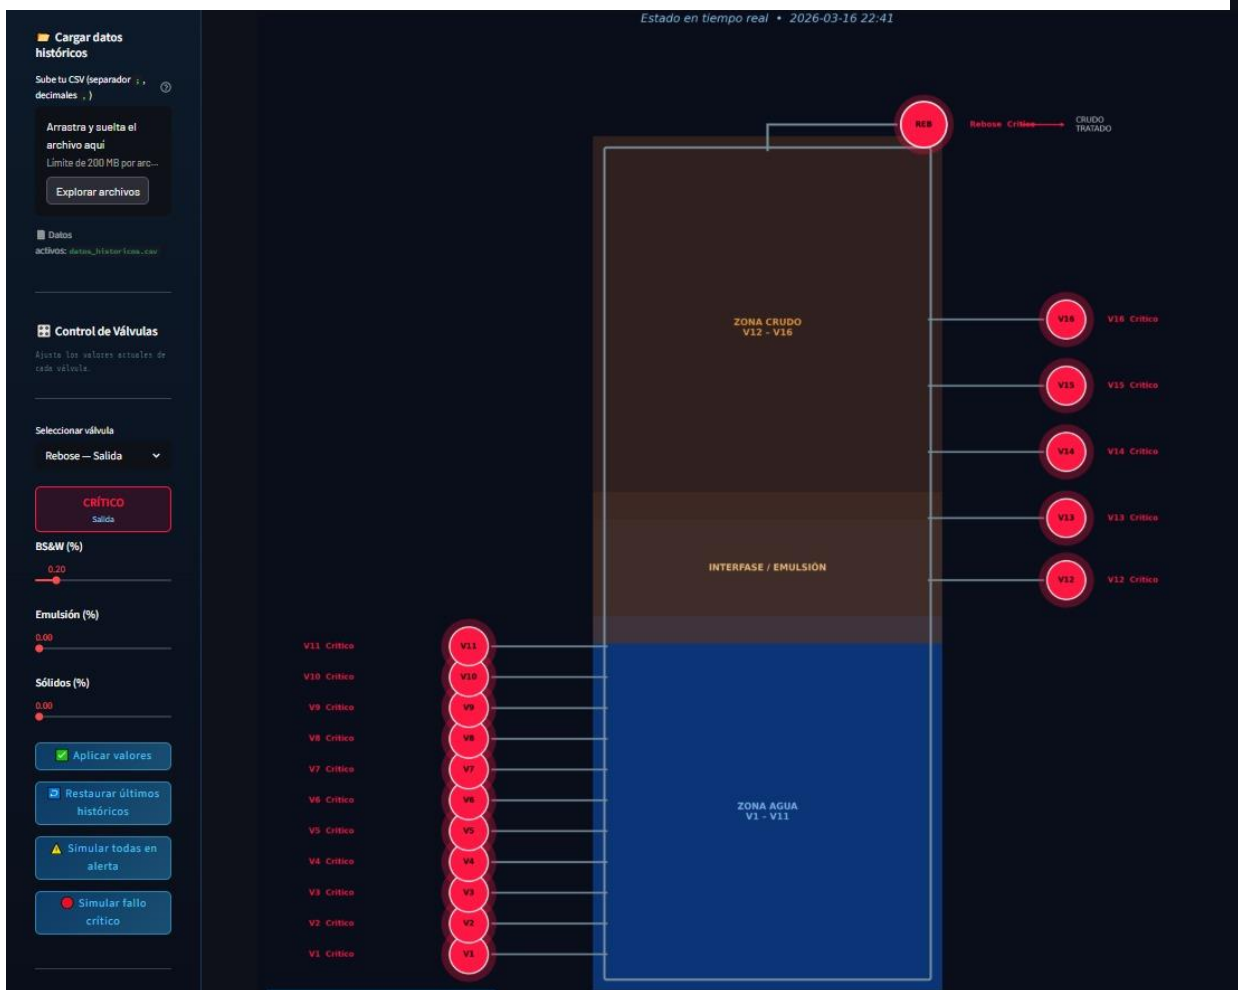 Estado en tiempo real • 2026-03-16 22:41
📂 Cargar datos
históricos
Sube tu CSV (separador ; ,
decimales , )
Arrastra y suelta el
archivo aquí
Límite de 200 MB por arc...
Explorar archivos
Datos
activos: datos_historicos.csv
Control de Válvulas
Ajusta los valores actuales de
cada válvula.
Seleccionar válvula
Rebose — Salida
CRÍTICO
Salida
BS&W (%)
0.20
Emulsión (%)
0.00
Sólidos (%)
0.00
✅ Aplicar valores
Restaurar últimos
históricos
⚠️ Simular todas en
alerta
🔴 Simular fallo
crítico
REB
Rebose Crítico
CRUDO
TRATADO
ZONA CRUDO
V12 - V16
V16 V16 Crítico
V15 V15 Crítico
V14 V14 Crítico
V13 V13 Crítico
INTERFASE / EMULSIÓN
V12 V12 Crítico
V11 Crítico V11
V10 Crítico V10
V9 Crítico V9
V8 Crítico V8
V7 Crítico V7
V6 Crítico V6
V5 Crítico V5
V4 Crítico V4
V3 Crítico V3
V2 Crítico V2
V1 Crítico V1
ZONA AGUA
V1 - V11